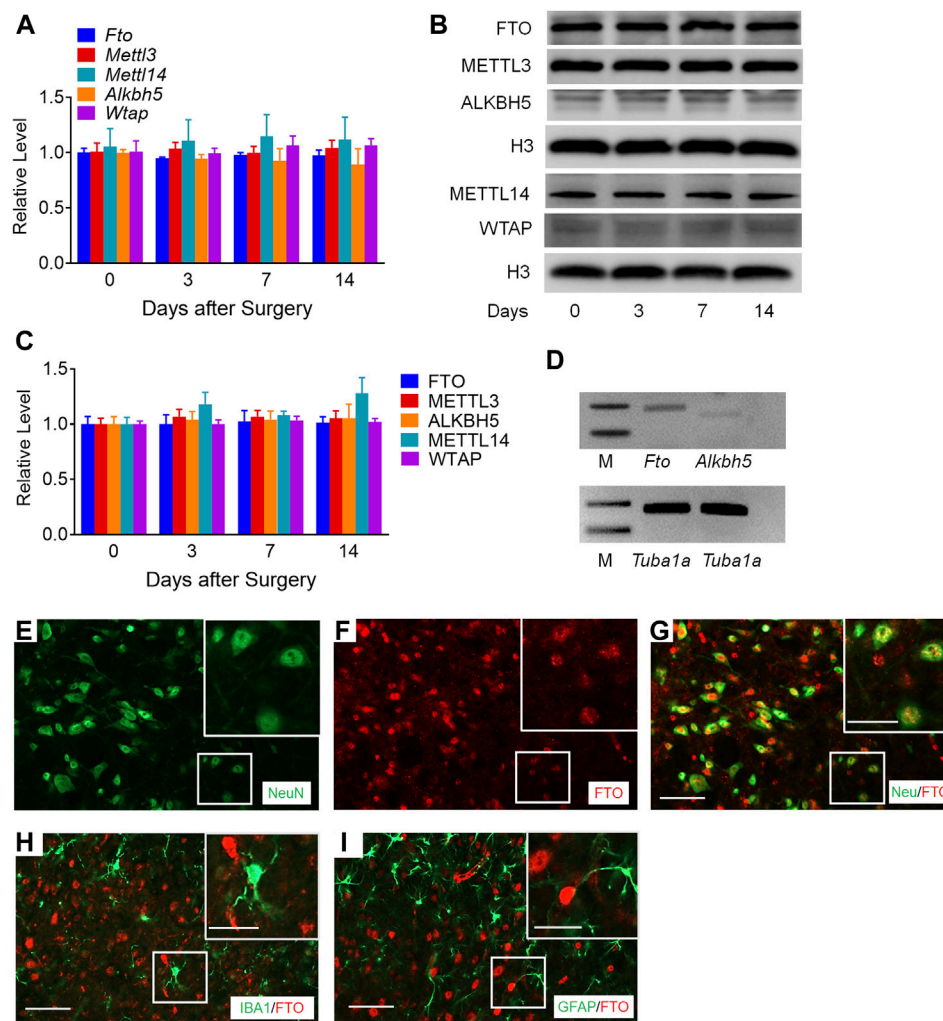 A
Fto
Mettl3
Mettl14
Alkbh5
Wtap
Relative Level
1.5
1.0
0.5
0.0
0 3 7 14
Days after Surgery
B
FTO
METTL3
ALKBH5
H3
METTL14
WTAP
H3
Days 0 3 7 14
C
Relative Level
1.5
1.0
0.5
0.0
0 3 7 14
Days after Surgery
FTO
METTL3
ALKBH5
METTL14
WTAP
D
M Fto Alkbh5
M Tuba1a Tuba1a
E
NeuN
F
FTO
G
Neu/FTO
H
IBA1/FTO
I
GFAP/FTO